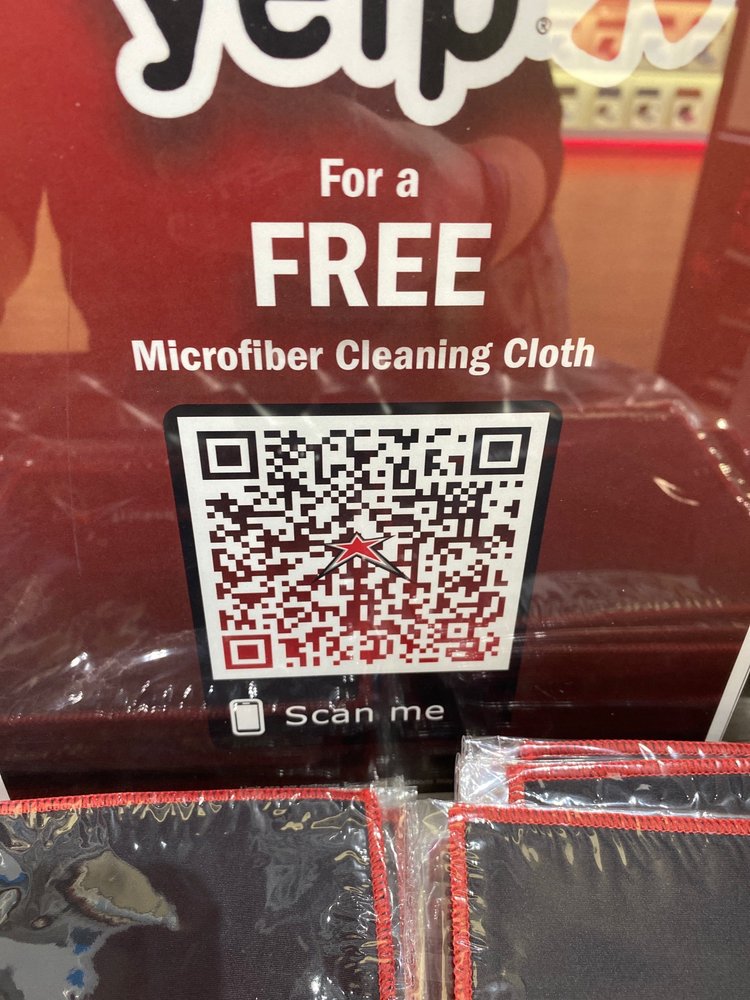 yelp®
For a
FREE
Microfiber Cleaning Cloth
Scan me